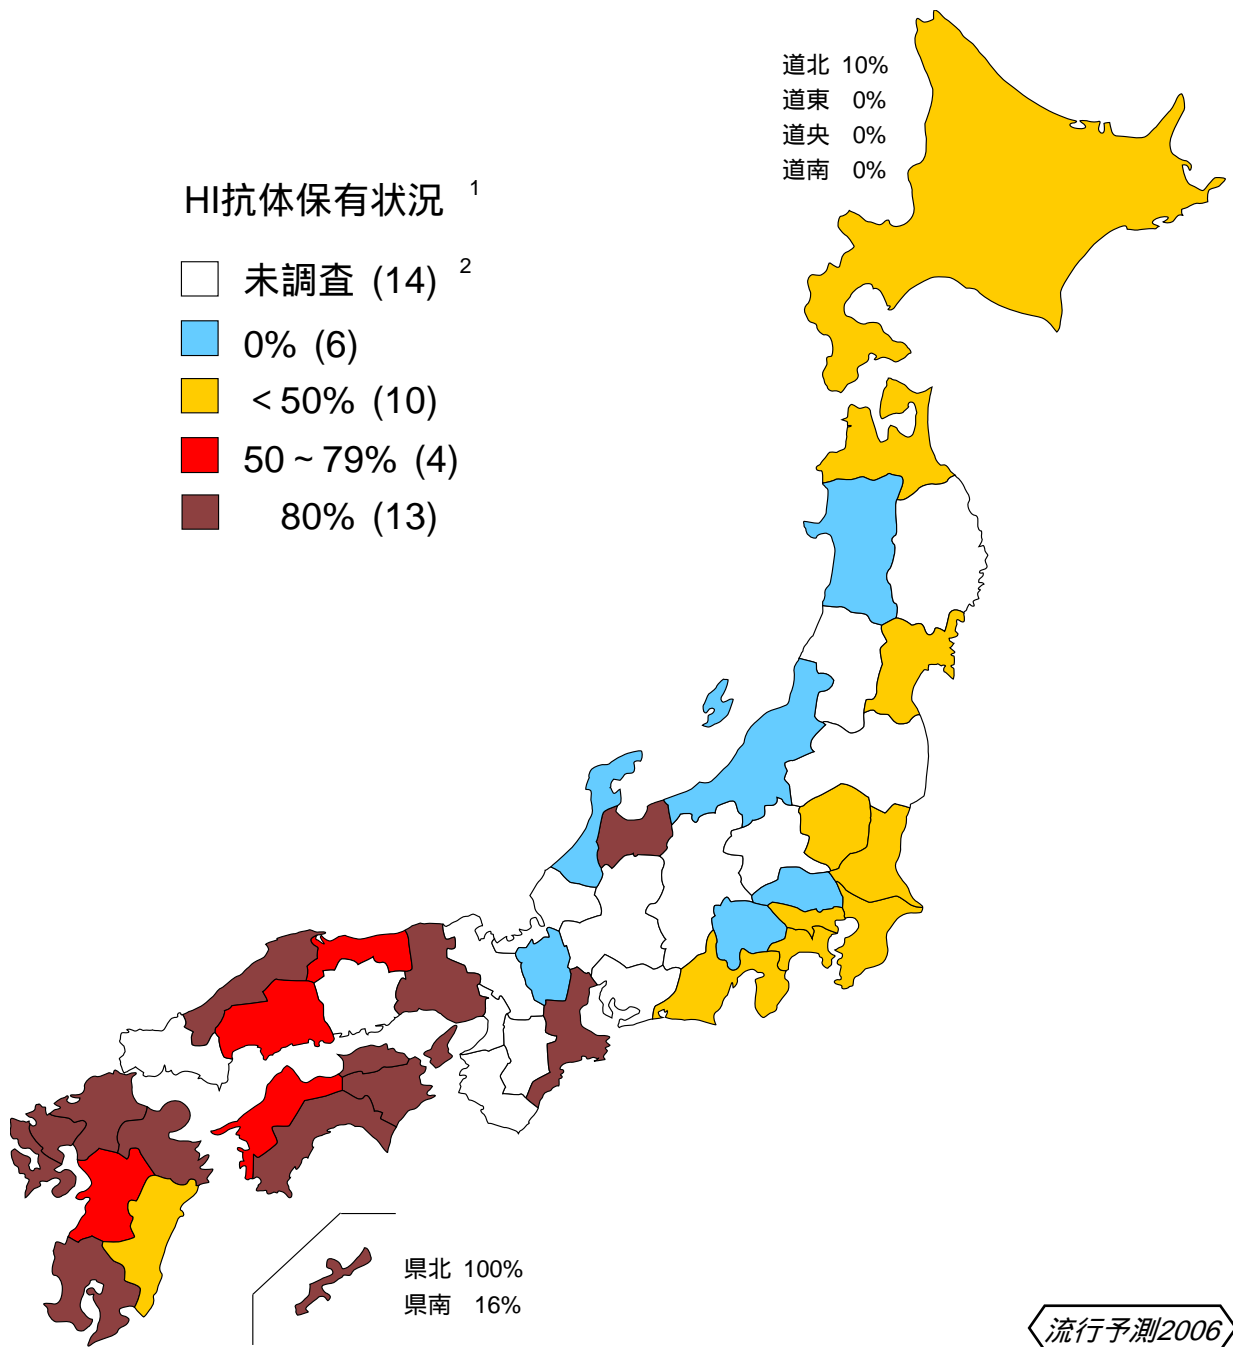 道北 10%
道東 0%
道央 0%
道南 0%
HI抗体保有状況 1
未調査 (14) 2
0% (6)
＜50% (10)
50～79% (4)
80% (13)
県北 100%
県南 16%
流行予測2006